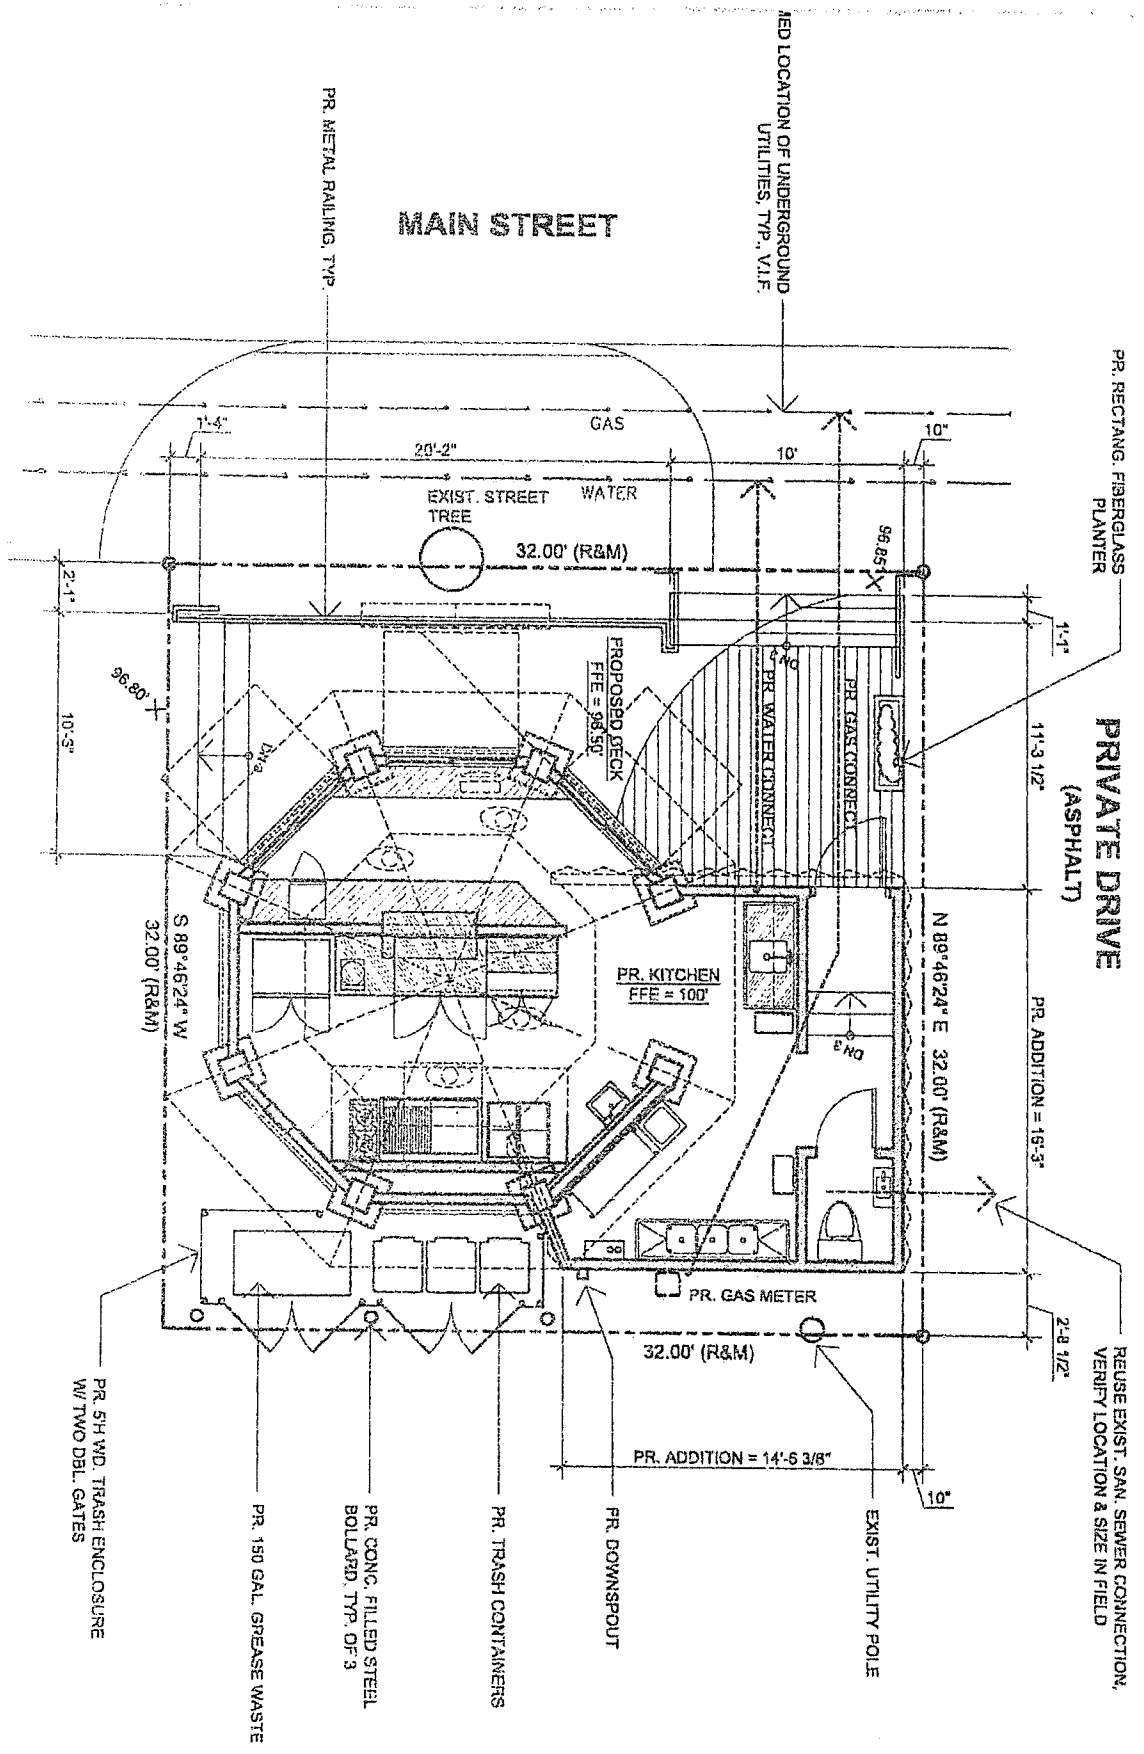 MAIN STREET
PRIVATE DRIVE
(ASPHALT)
LOCATION OF UNDERGROUND
UTILITIES, TYP., V.I.F.
PR. METAL RAILING, TYP.
PR. RECTANG. FIBERGLASS
PLANTER
GAS
WATER
1'-4"
20'-2"
10'
10"
EXIST. STREET
TREE
32.00' (R&M)
96.85'
2'-1"
10'-5"
96.80'
DN 3
DN 3
PROPOSED DECK
FFE = 98.50'
PR. WATER CONNECT
PR. GAS CONNECT
1'-1"
11'-3 1/2"
PR. ADDITION = 16'-3"
2'-8 1/2"
N 89°46'24" E 32.00' (R&M)
S 89°46'24" W
32.00' (R&M)
PR. KITCHEN
FFE = 100'
DN 3
PR. GAS METER
32.00' (R&M)
PR. ADDITION = 14'-6 3/8"
10"
REUSE EXIST. SAN. SEWER CONNECTION,
VERIFY LOCATION & SIZE IN FIELD
EXIST. UTILITY POLE
PR. DOWNSPOUT
PR. TRASH CONTAINERS
PR. CONC. FILLED STEEL
BOLLARD, TYP. OF 3
PR. 150 GAL. GREASE WASTE
PR. 5'H WD. TRASH ENCLOSURE
W/ TWO DBL. GATES